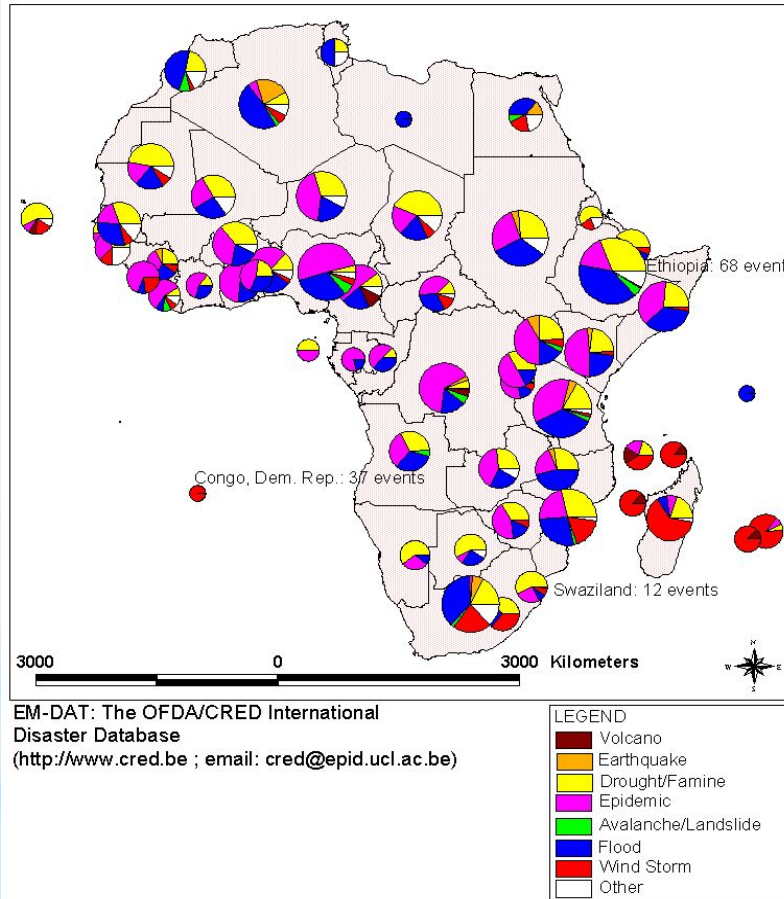 Ethiopia: 68 event
Congo, Dem. Rep.: 37 events
Swaziland: 12 events
3000 0 3000 Kilometers
N
W E
S
EM-DAT: The OFDA/CRED International
Disaster Database
(http://www.cred.be ; email: cred@epid.ucl.ac.be)
LEGEND
Volcano
Earthquake
Drought/Famine
Epidemic
Avalanche/Landslide
Flood
Wind Storm
Other